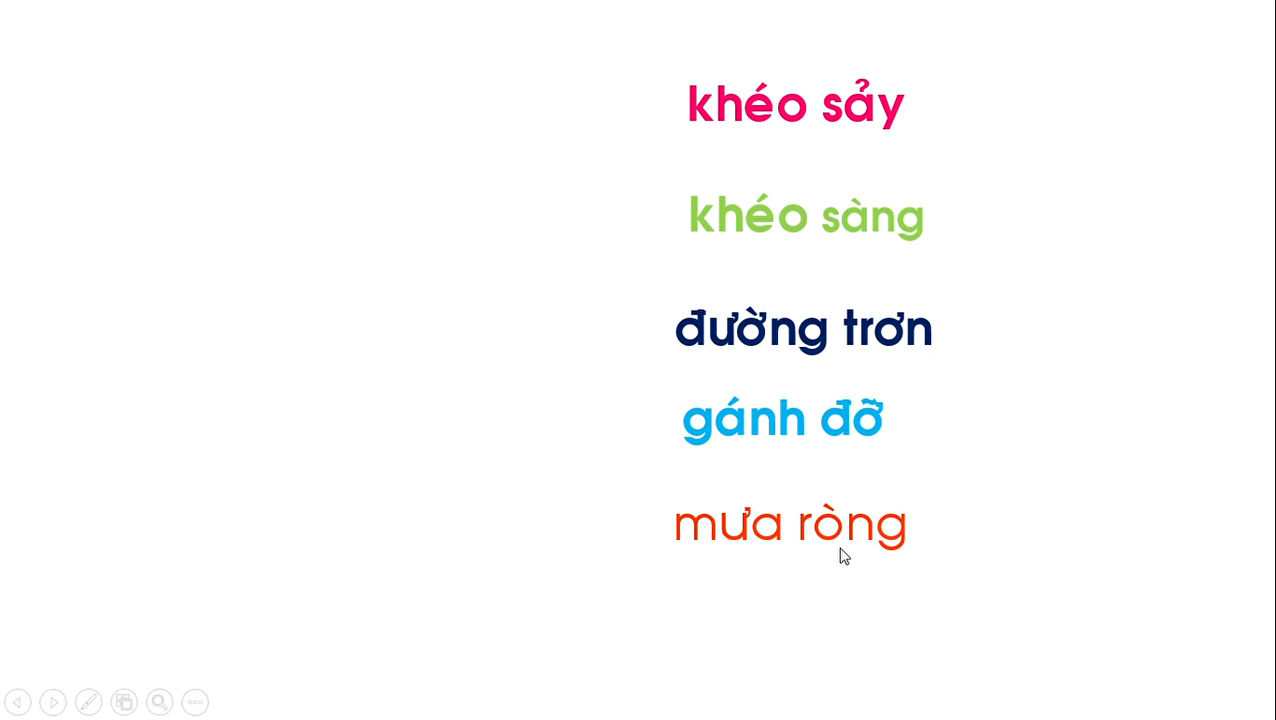 khéo sảy
khéo sàng
đường trơn
gánh đỡ
mưa ròng